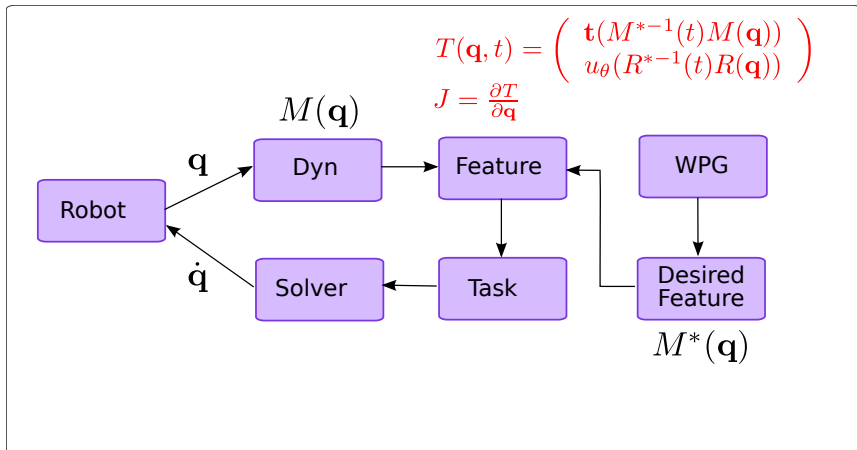 T(q, t) = ( t(M*⁻¹(t)M(q))
u_θ(R*⁻¹(t)R(q)) )
J = ∂T/∂q
M(q)
q
Dyn
Feature
WPG
Robot
q̇
Solver
Task
Desired
Feature
M*(q)